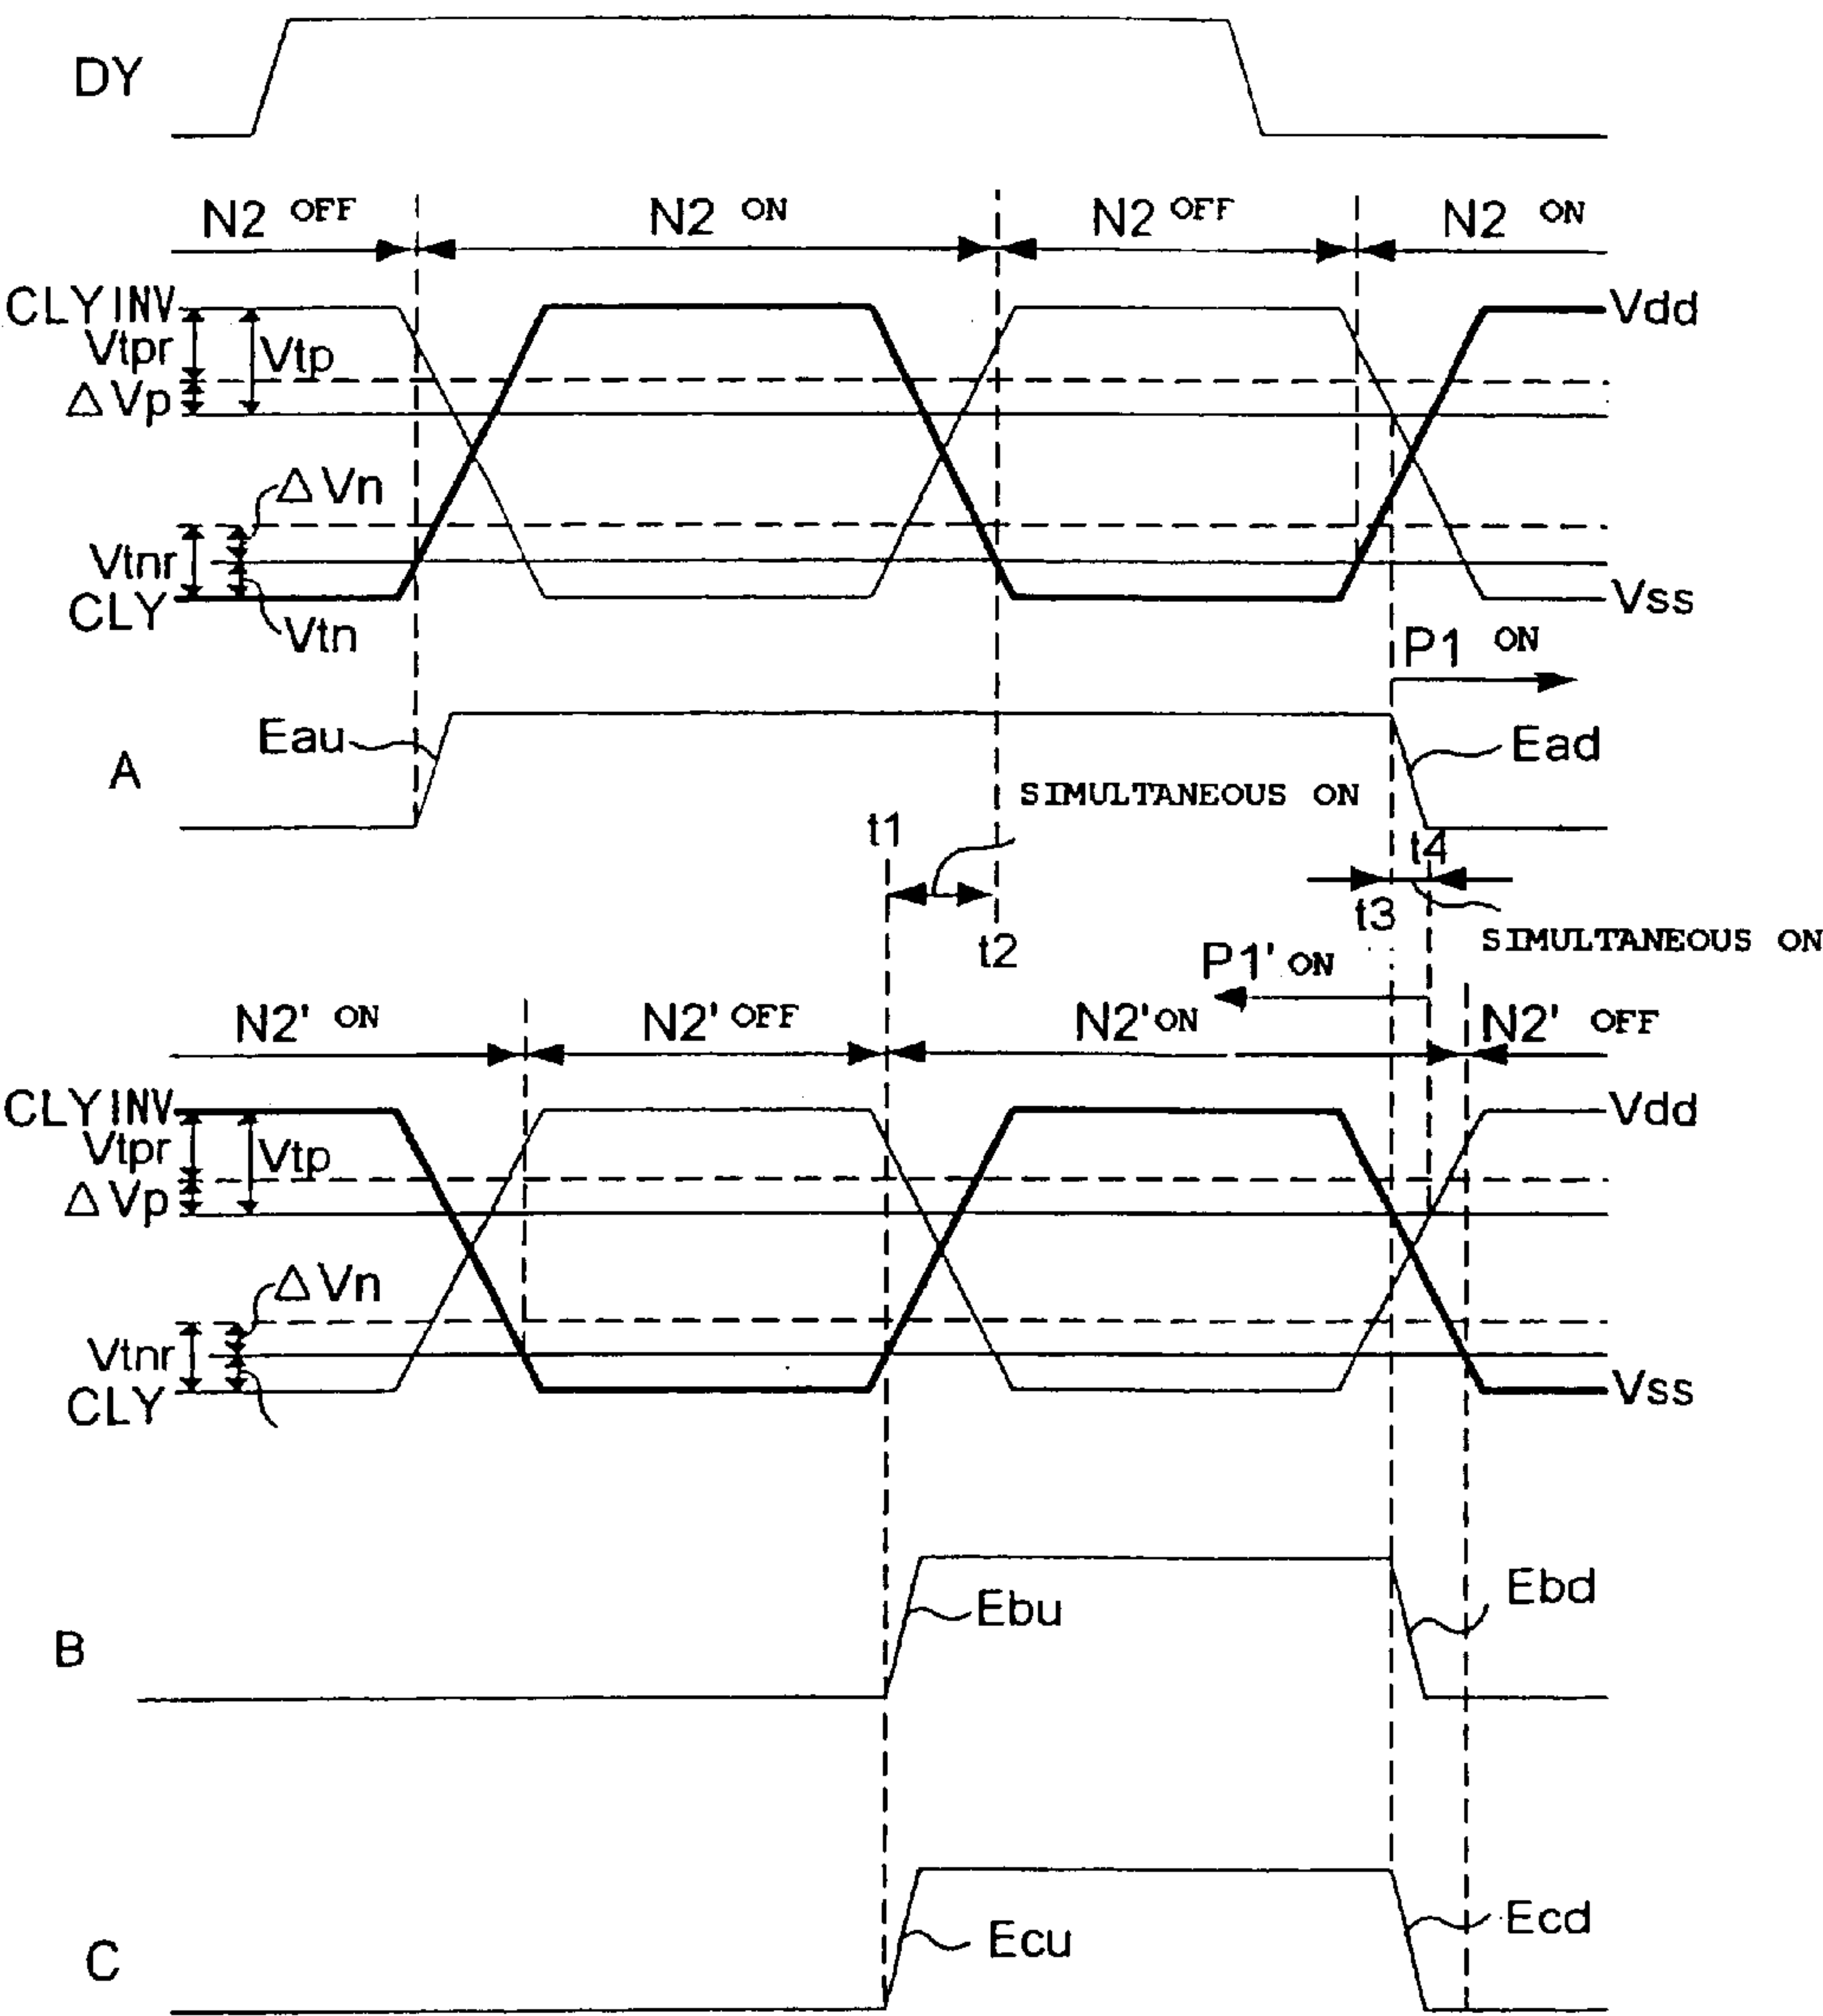 DY
N2 OFF
N2 ON
N2 OFF
N2 ON
CLYINV
Vdd
Vtpr
Vtp
ΔVp
ΔVn
Vtnr
CLY
Vss
Vtn
P1 ON
A
Eau
Ead
SIMULTANEOUS ON
t1
t4
t3
t2
SIMULTANEOUS ON
P1' ON
N2' ON
N2' OFF
N2' ON
N2' OFF
CLYINV
Vdd
Vtpr
Vtp
ΔVp
ΔVn
Vtnr
CLY
Vss
B
Ebu
Ebd
C
Ecu
Ecd